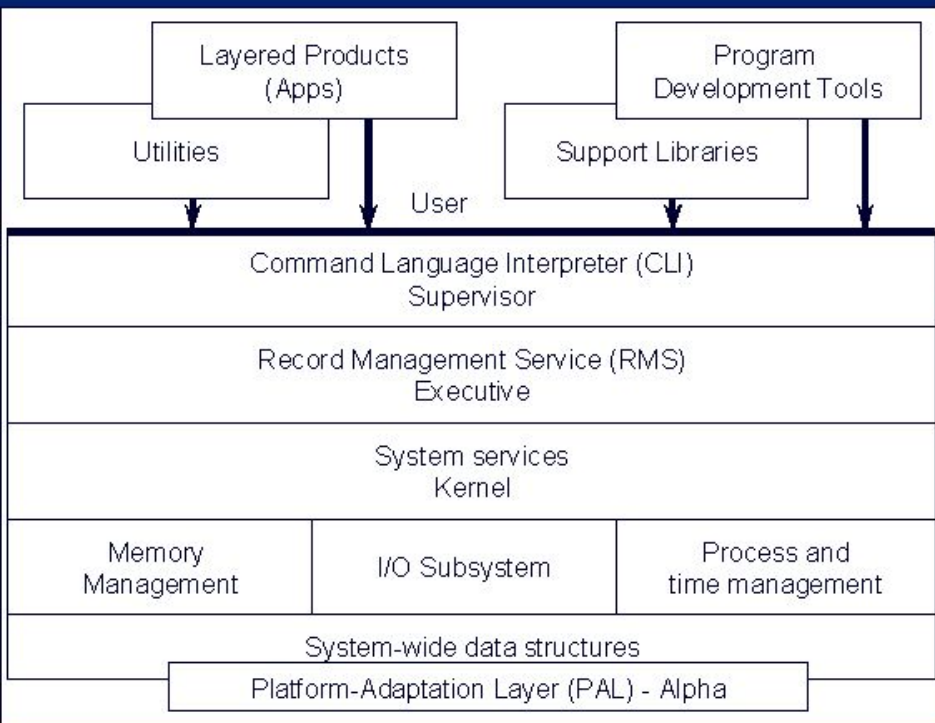 Layered Products
(Apps)
Program
Development Tools
Utilities
Support Libraries
User
Command Language Interpreter (CLI)
Supervisor
Record Management Service (RMS)
Executive
System services
Kernel
Memory
Management
I/O Subsystem
Process and
time management
System-wide data structures
Platform-Adaptation Layer (PAL) - Alpha